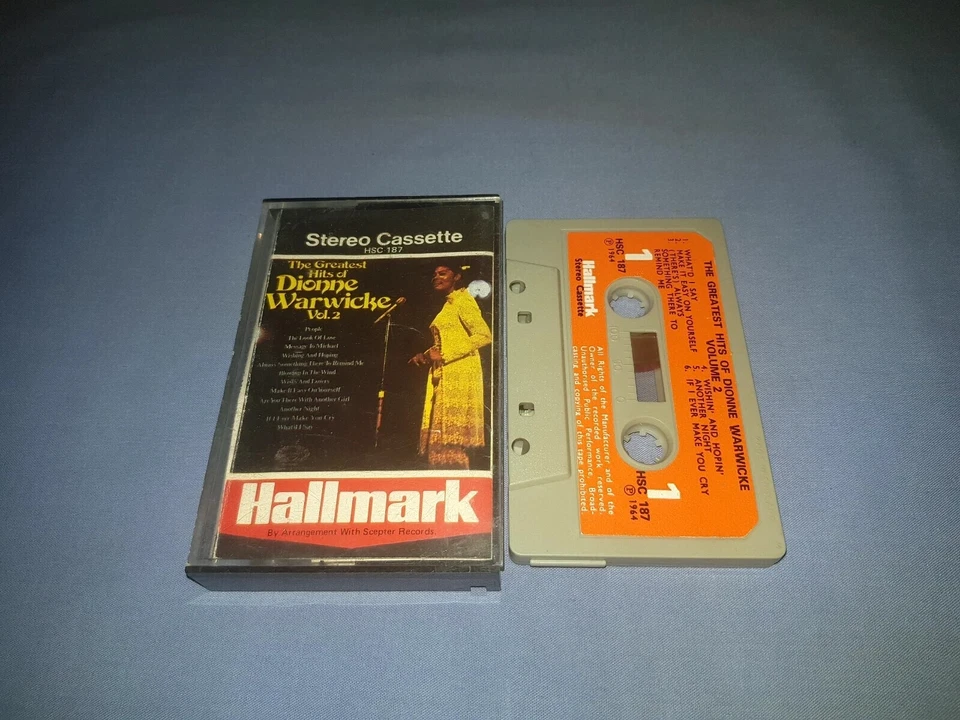 Stereo Cassette
HSC 187
The Greatest
Hits of
Dionne
Warwicke
Vol. 2
People
The Look Of Love
Message To Michael
Wishing And Hoping
Always Something There To Remind Me
Blowing In The Wind
Wives And Lovers
Make It Easy On Yourself
Are You There With Another Girl
Another Night
If I Ever Make You Cry
What'd I Say
Hallmark
By Arrangement With Scepter Records
THE GREATEST HITS OF DIONNE WARWICKE
VOLUME 2
1. WHAT'D I SAY
2. MAKE IT EASY ON YOURSELF
3. (THERE'S) ALWAYS
SOMETHING THERE TO
REMIND ME
4. WISHIN' AND HOPIN'
5. ANOTHER NIGHT
6. IF I EVER MAKE YOU CRY
1
HSC 187
℗ 1964
1
HSC 187
℗ 1964
Hallmark
Stereo Cassette
All Rights of the Manufacturer and of the
Owner of the recorded work reserved.
Unauthorised Public Performance, Broad-
casting and copying of this tape prohibited.